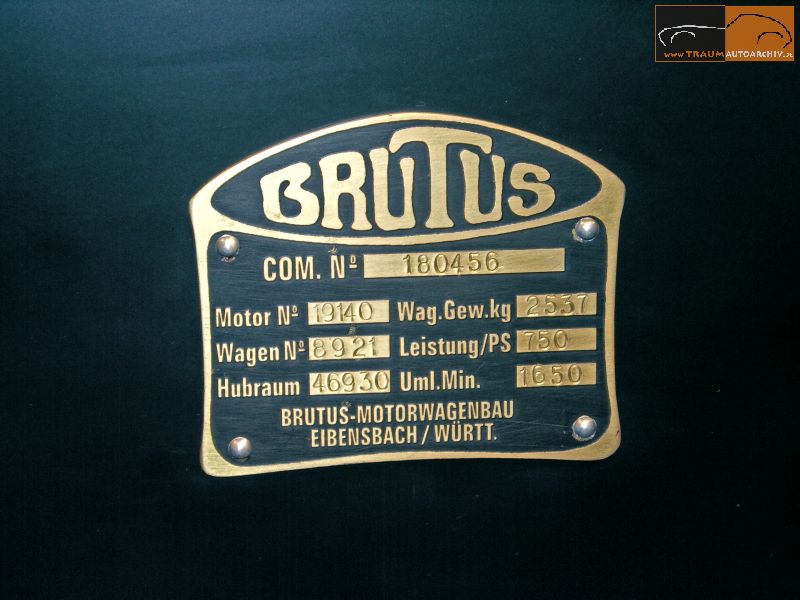 www.TRAUMAUTOARCHIV.de
BRUTUS
COM. Nº 180456
Motor Nº 19140 Wag.Gew.kg 2537
Wagen Nº 8921 Leistung/PS 750
Hubraum 46930 Uml.Min. 1650
BRUTUS-MOTORWAGENBAU
EIBENSBACH/WÜRTT.